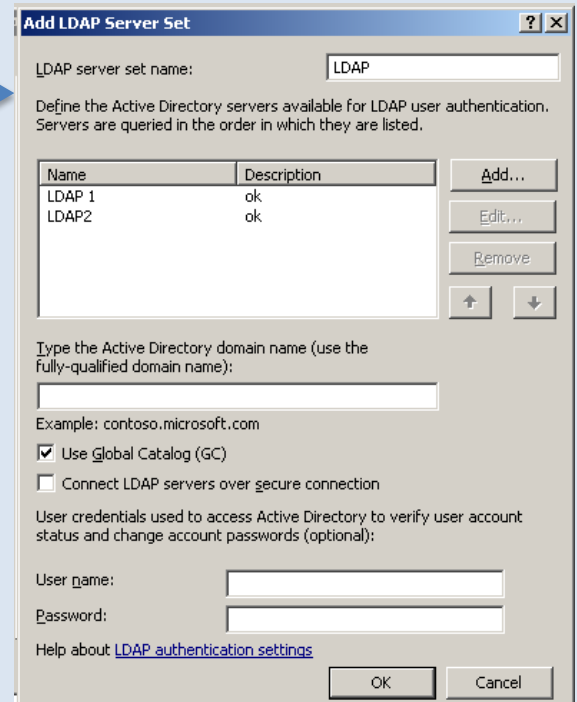 Add LDAP Server Set
LDAP server set name: LDAP
Define the Active Directory servers available for LDAP user authentication.
Servers are queried in the order in which they are listed.
Name Description
LDAP 1 ok
LDAP2 ok
Add...
Edit...
Remove
Type the Active Directory domain name (use the
fully-qualified domain name):
Example: contoso.microsoft.com
Use Global Catalog (GC)
Connect LDAP servers over secure connection
User credentials used to access Active Directory to verify user account
status and change account passwords (optional):
User name:
Password:
Help about LDAP authentication settings
OK Cancel